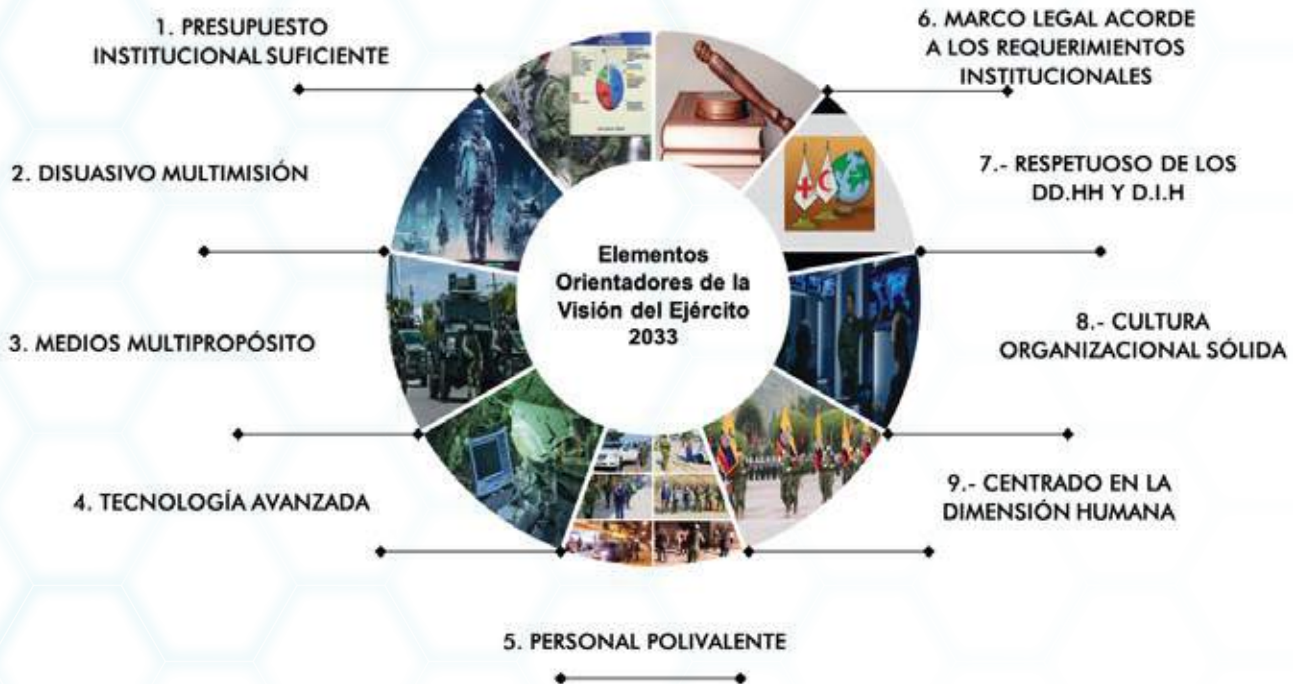 1. PRESUPUESTO
INSTITUCIONAL SUFICIENTE
2. DISUASIVO MULTIMISIÓN
3. MEDIOS MULTIPROPÓSITO
4. TECNOLOGÍA AVANZADA
5. PERSONAL POLIVALENTE
6. MARCO LEGAL ACORDE
A LOS REQUERIMIENTOS
INSTITUCIONALES
7.- RESPETUOSO DE LOS
DD.HH Y D.I.H
8.- CULTURA
ORGANIZACIONAL SÓLIDA
9.- CENTRADO EN LA
DIMENSIÓN HUMANA
Elementos
Orientadores de la
Visión del Ejército
2033